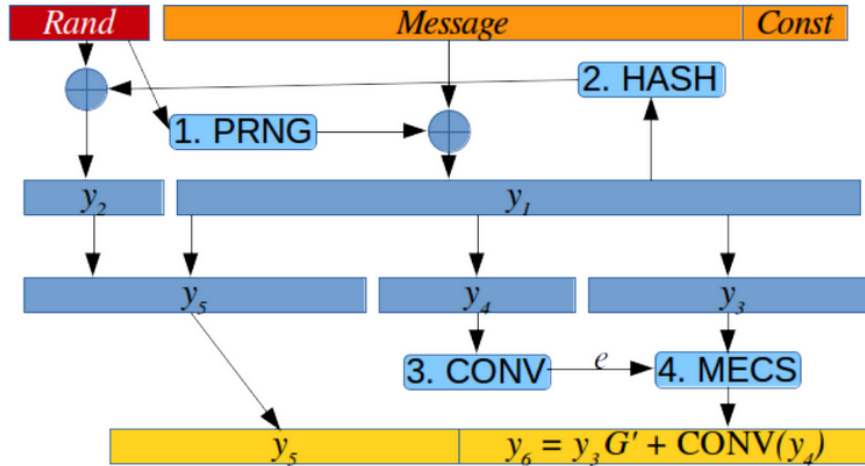 Rand Message Const
2. HASH
1. PRNG
y₂ y₁
y₅ y₄ y₃
3. CONV e 4. MECS
y₅ y₆ = y₃G' + CONV(y₄)